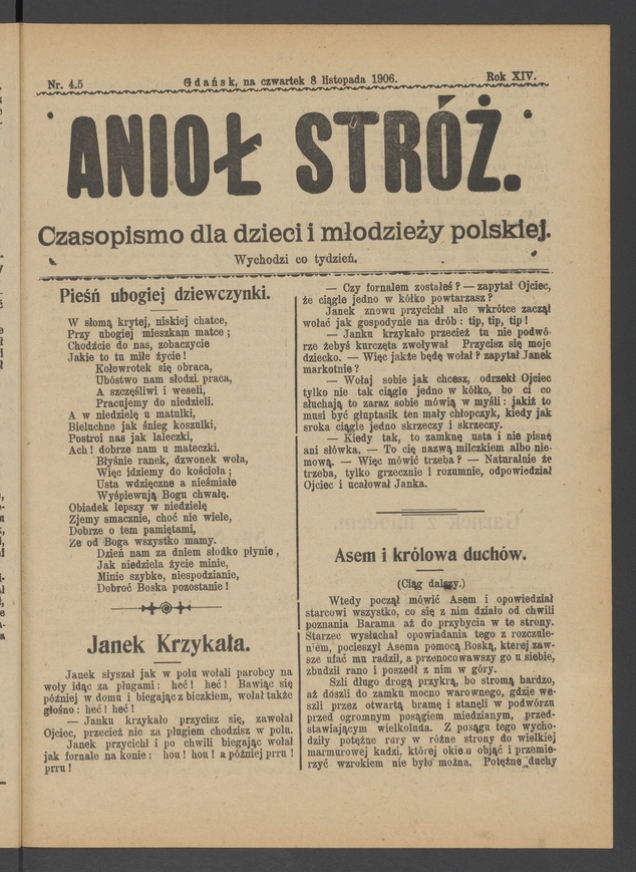 Nr. 4.5
Gdańsk, na czwartek 8 listopada 1906.
Rok XIV.
ANIOŁ STRÓŻ.
Czasopismo dla dzieci i młodzieży polskiej.
Wychodzi co tydzień.
Pieśń ubogiej dziewczynki.
W słomą krytej, niskiej chatce,
Przy ubogiej mieszkam matce;
Chodźcie do nas, zobaczycie
Jakie to tu miłe życie!
Kołowrotek się obraca,
Ubóstwo nam słodzi praca,
A szczęśliwi i weseli,
Pracujemy do niedzieli.
A w niedzielę u matulki,
Bieluchne jak śnieg koszulki,
Postroi nas jak laleczki,
Ach! dobrze nam u mateczki.
Błyśnie ranek, dzwonek woła,
Więc idziemy do kościoła;
Usta wdzięczne a nieśmiałe
Wyśpiewują Bogu chwałę.
Obiadek lepszy w niedzielę
Zjemy smacznie, choć nie wiele,
Dobrze o tem pamiętami,
Ze od Boga wszystko mamy.
Dzień nam za dniem słodko płynie,
Jak niedziela życie minie,
Minie szybko, niespodzianie,
Dobroć Boska pozostanie!
Janek Krzykała.
Janek słyszał jak w polu wołali parobcy na
woły idąc za pługami: heć! heć! Bawiąc się
później w domu i biegając z biczkiem, wołał także
głośno: heć! heć!
— Janku krzykało przycisz się, zawołał
Ojciec, przecież nie za pługiem chodzisz w polu.
Janek przycichł i po chwili biegając wołał
jak fornale na konie: hou! hou! a później prru!
prru!
— Czy fornalem zostałeś? — zapytał Ojciec,
że ciągle jedno w kółko powtarzasz?
Janek znowu przycichł ale wkrótce zaczął
wołać jak gospodynie na drób: tip, tip, tip!
— Janku krzykało przecież tu nie podwó-
rze żebyś kurczęta zwoływał Przycisz się moje
dziecko. — Więc jakże będę wołał? zapytał Janek
markotnie?
— Wołaj sobie jak chcesz, odrzekł Ojciec
tylko nie tak ciągle jedno w kółko, bo ci co
słuchają to zaraz sobie mówią w myśli: jakiż to
musi być głuptasik ten mały chłopczyk, kiedy jak
sroka ciągle jedno skrzeczy i skrzeczy.
— Kiedy tak, to zamknę usta i nie pisnę
ani słówka. — To cię nazwą milczkiem albo nie-
mową. — Więc mówić trzeba? — Naturalnie że
trzeba, tylko grzecznie i rozumnie, odpowiedział
Ojciec i ucałował Janka.
Asem i królowa duchów.
(Ciąg dalszy.)
Wtedy począł mówić Asem i opowiedział
starcowi wszystko, co się z nim działo od chwili
poznania Barama aż do przybycia w te strony.
Starzec wysłuchał opowiadania tego z rozczule-
niem, pocieszył Asema pomocą Boską, której zaw-
sze ufać mu radził, a przenocowawszy go u siebie,
zbudził rano i poszedł z nim w góry.
Szli długo drogą przykrą, bo stromą bardzo,
aż doszli do zamku mocno warownego, gdzie we-
szli przez otwartą bramę i stanęli w podwórzu
przed ogromnym posągiem miedzianym, przed-
stawiającym wielkoluda. Z posągu tego wycho-
dziły potężne rury w różne strony do wielkiej
marmurowej kadzi, której okiem objąć i przemie-
rzyć wzrokiem nie było można. Potężne duchy